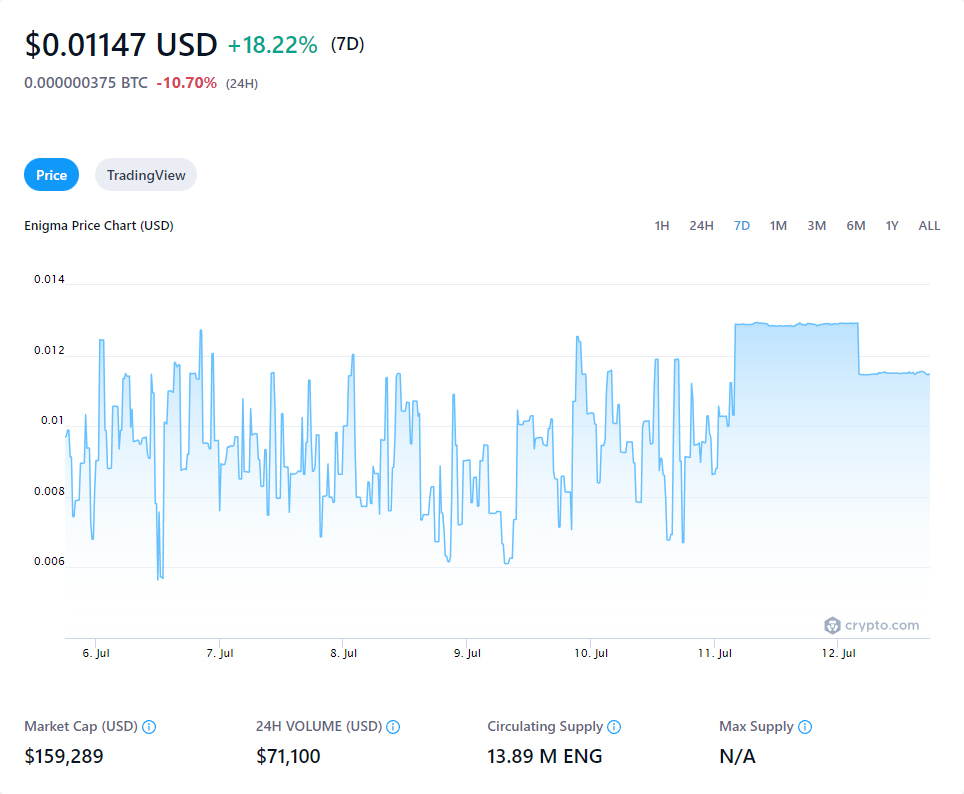 $0.01147 USD +18.22% (7D)
0.000000375 BTC -10.70% (24H)
Price TradingView
Enigma Price Chart (USD) 1H 24H 7D 1M 3M 6M 1Y ALL
0.014
0.012
0.01
0.008
0.006
crypto.com
6. Jul 7. Jul 8. Jul 9. Jul 10. Jul 11. Jul 12. Jul
Market Cap (USD) 24H VOLUME (USD) Circulating Supply Max Supply
$159,289 $71,100 13.89 M ENG N/A